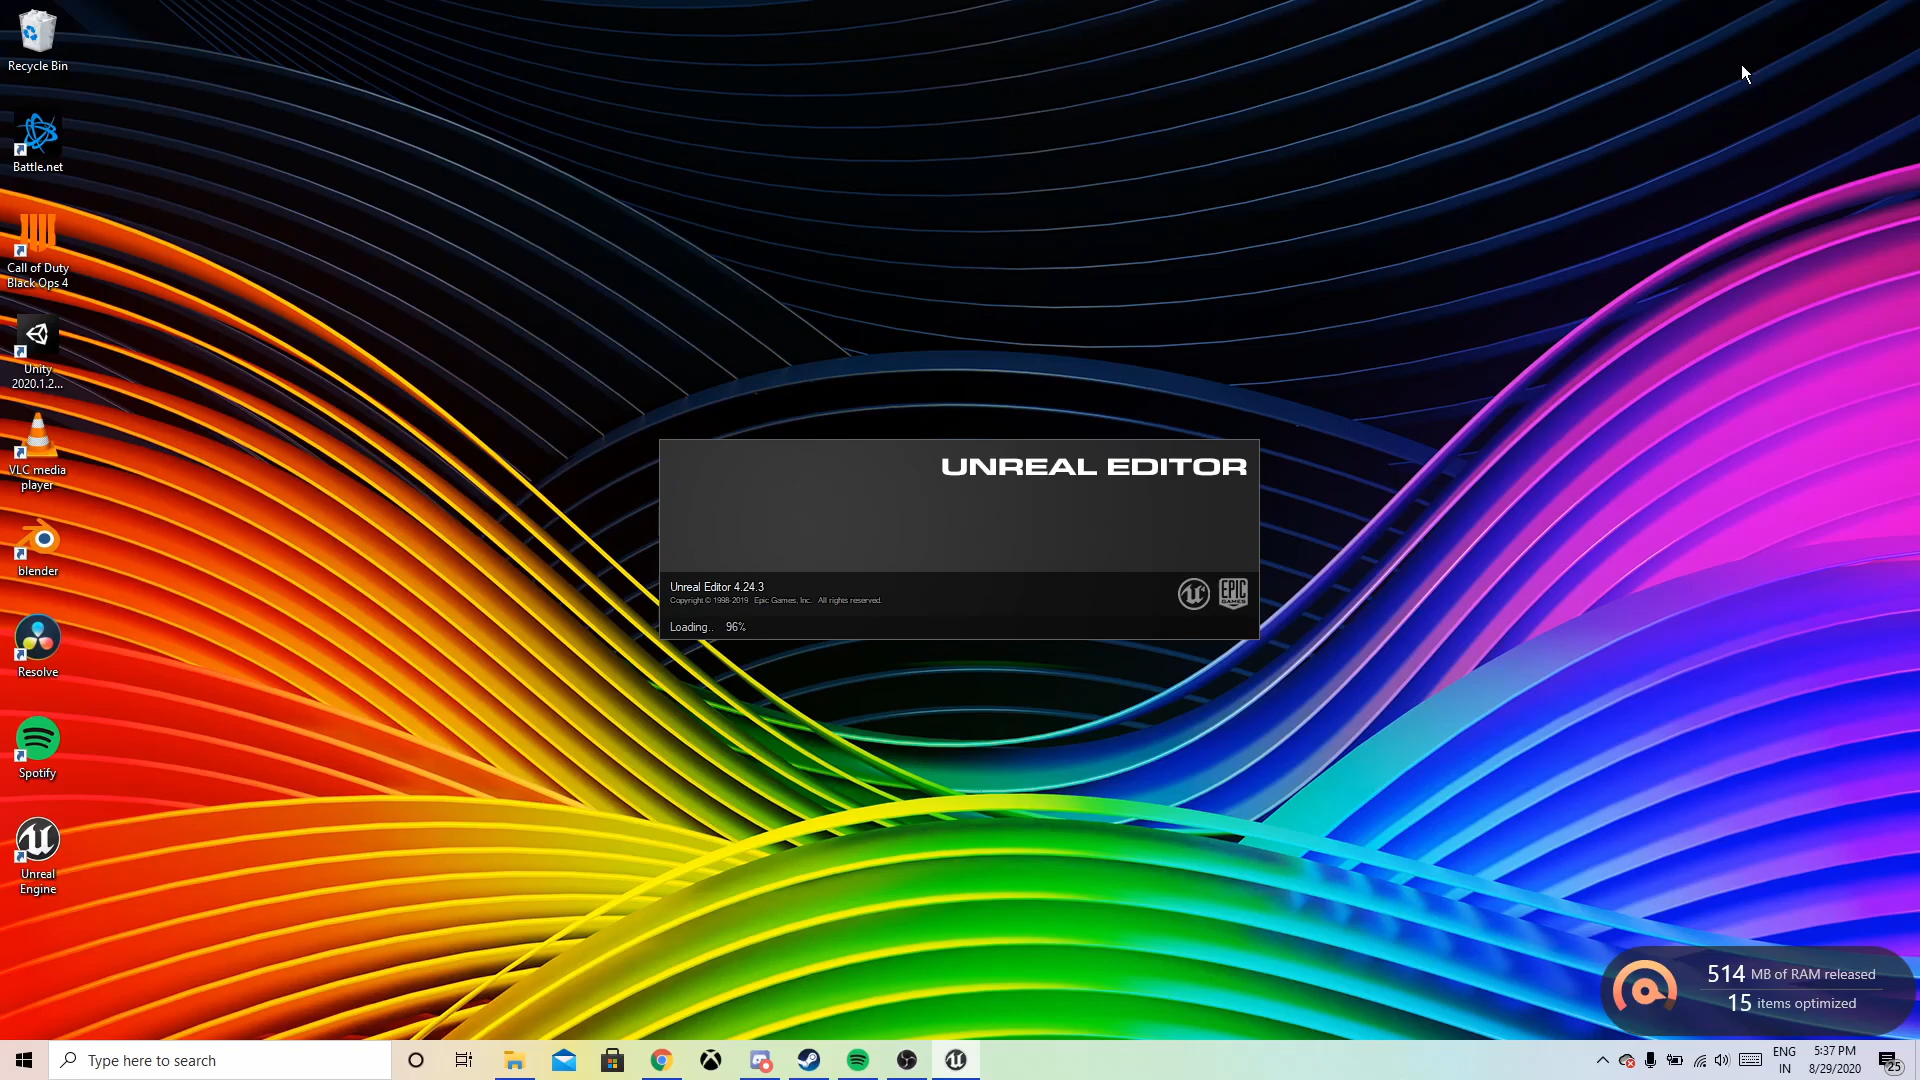 Recycle Bin
Battle.net
Call of Duty
Black Ops 4
Unity
2020.1.2...
VLC media
player
blender
Resolve
Spotify
Unreal
Engine
UNREAL EDITOR
Unreal Editor 4.24.3
Copyright © 1998-2019 Epic Games, Inc. All rights reserved.
EPIC
GAMES
Loading.. 96%
514 MB of RAM released
15 items optimized
Type here to search
ENG
IN
5:37 PM
8/29/2020
25